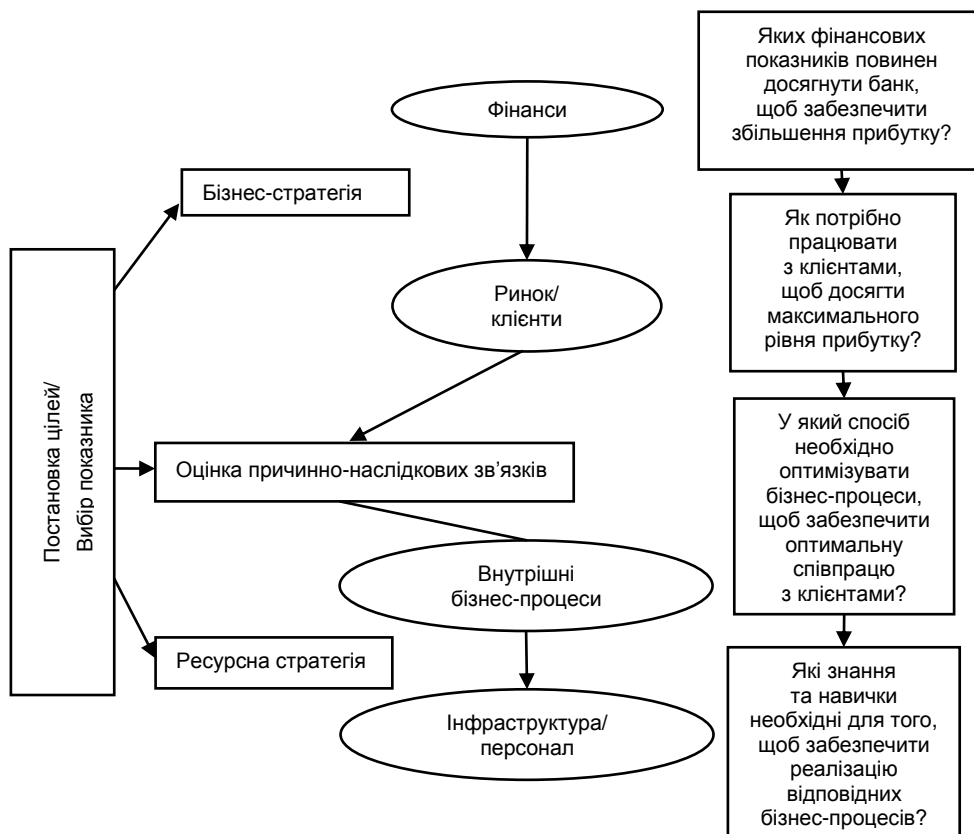 Яких фінансових
показників повинен
досягнути банк,
щоб забезпечити
збільшення прибутку?
Фінанси
Бізнес-стратегія
Як потрібно
працювати
з клієнтами,
щоб досягти
максимального
рівня прибутку?
Ринок/
клієнти
Постановка цілей/
Вибір показника
Оцінка причинно-наслідкових зв’язків
У який спосіб
необхідно
оптимізувати
бізнес-процеси,
щоб забезпечити
оптимальну
співпрацю
з клієнтами?
Внутрішні
бізнес-процеси
Ресурсна стратегія
Інфраструктура/
персонал
Які знання
та навички
необхідні для того,
щоб забезпечити
реалізацію
відповідних
бізнес-процесів?